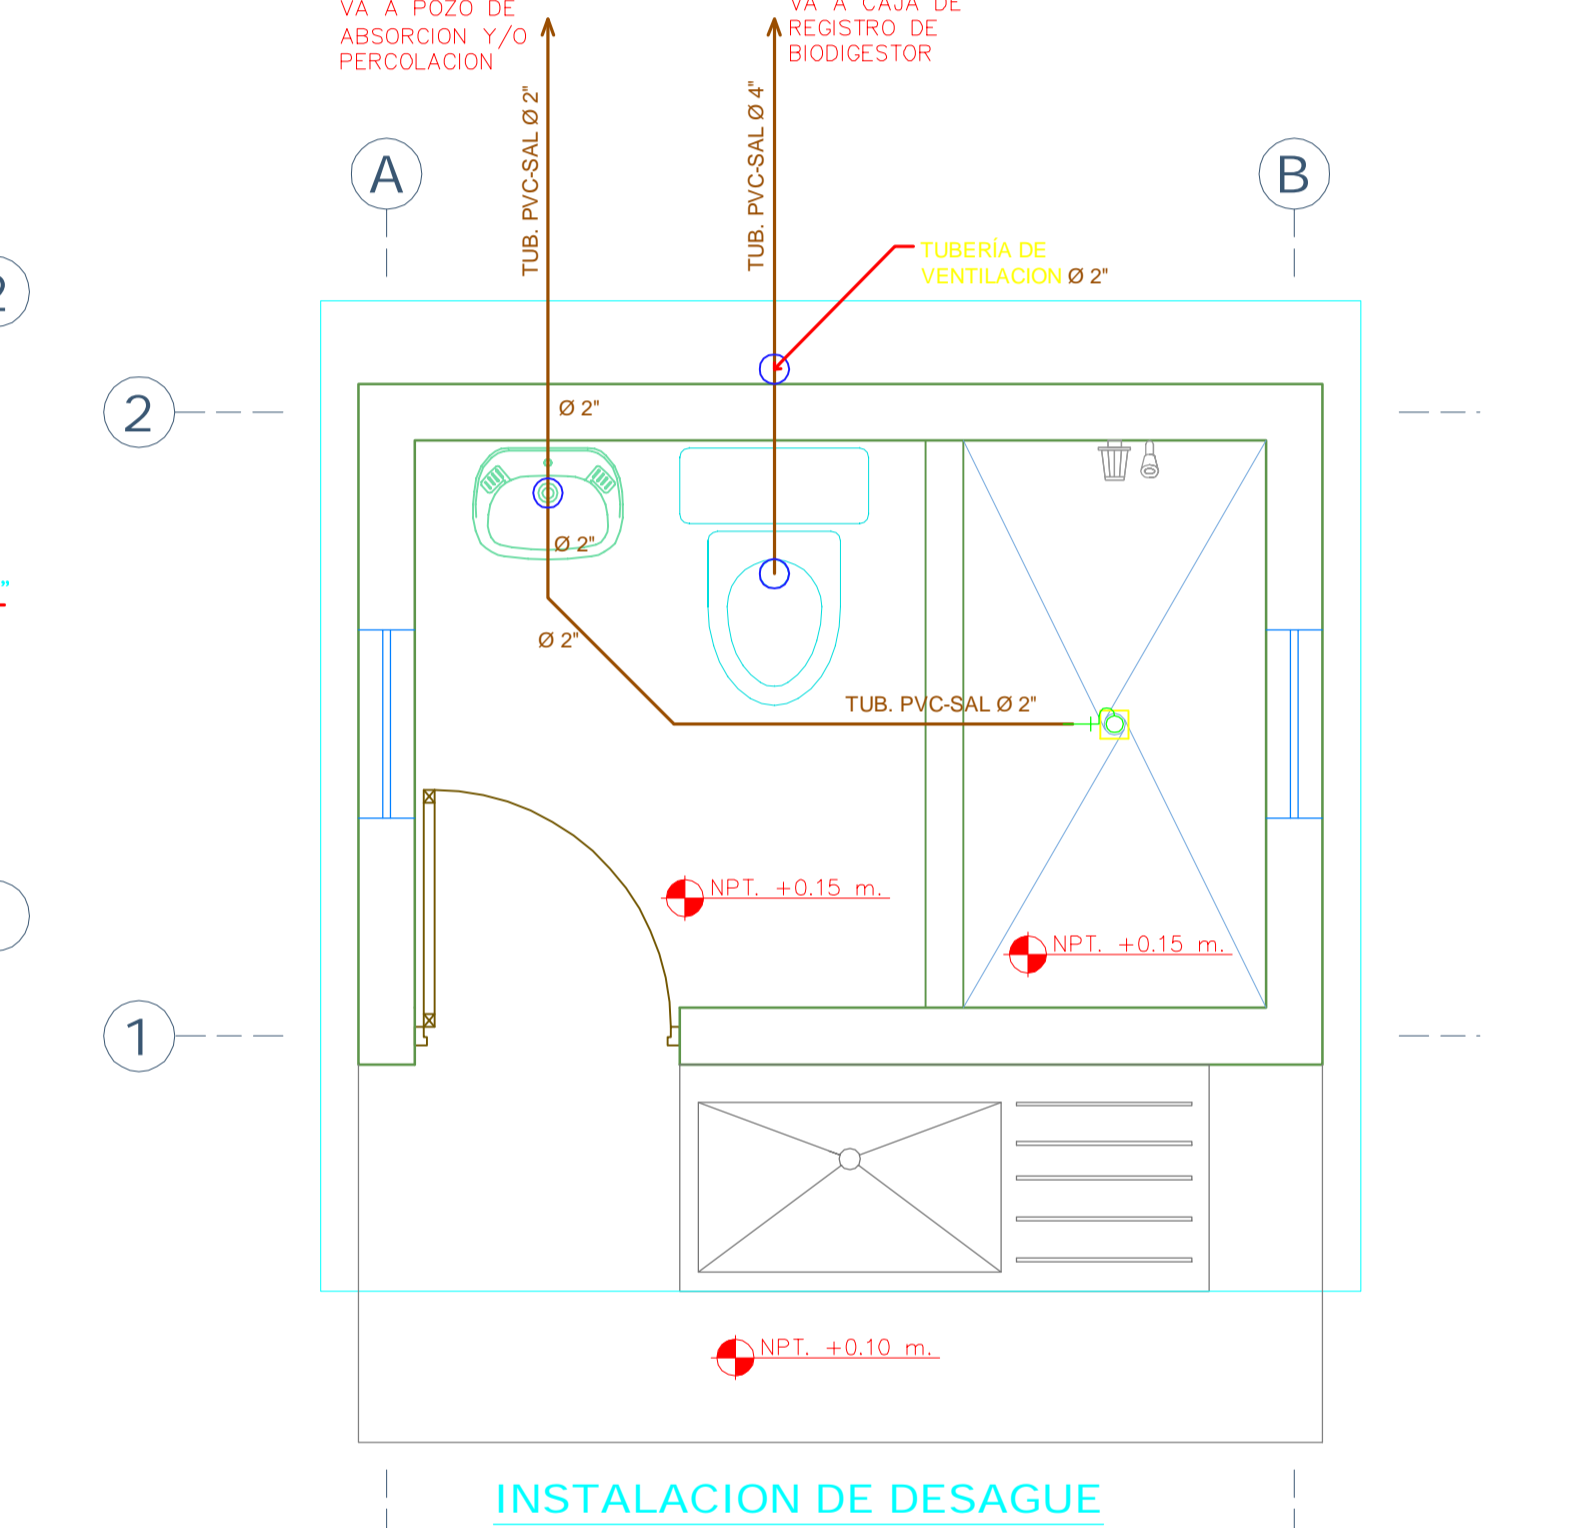 VA A POZO DE
ABSORCION Y/O
PERCOLACION
VA A CAJA DE
REGISTRO DE
BIODIGESTOR
TUB. PVC-SAL Ø 2"
TUB. PVC-SAL Ø 4"
A
B
TUBERÍA DE
VENTILACION Ø 2"
2
2
Ø 2"
Ø 2"
"
Ø 2"
TUB. PVC-SAL Ø 2"
NPT. +0.15 m.
NPT. +0.15 m.
1
NPT. +0.10 m.
INSTALACION DE DESAGUE